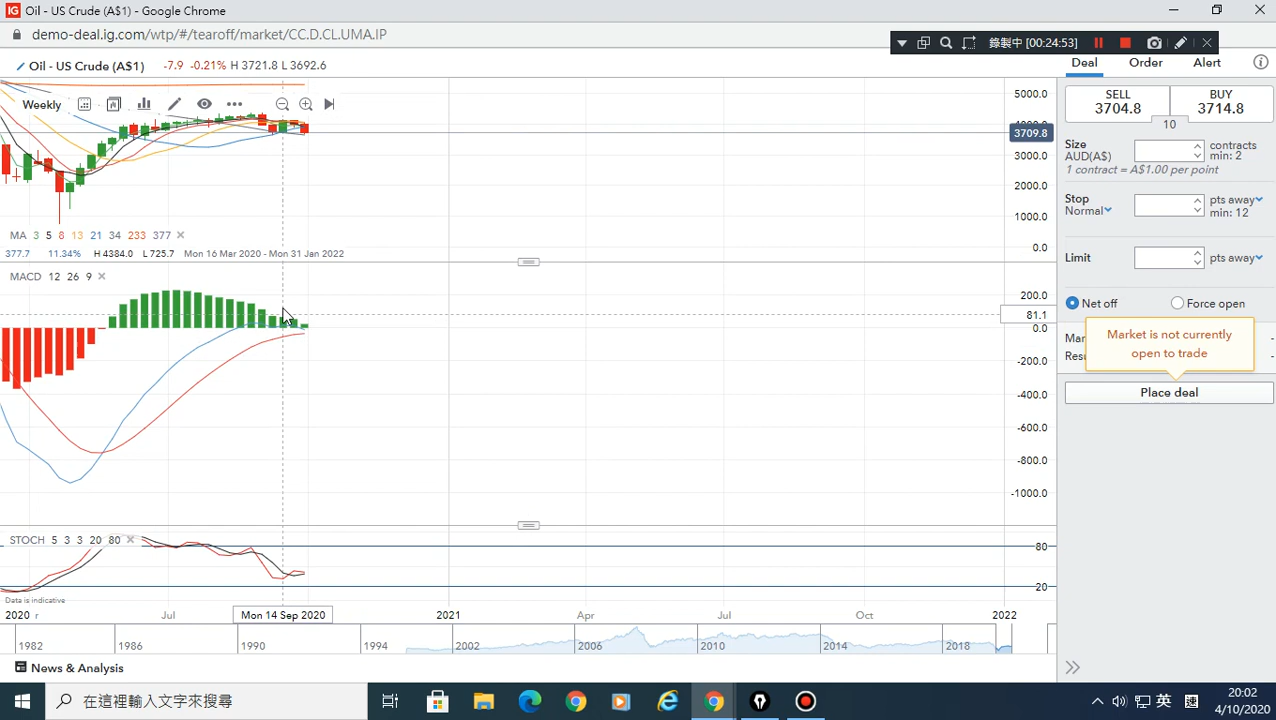 IG Oil - US Crude (A$1) - Google Chrome
demo-deal.ig.com/wtp/#/tearoff/market/CC.D.CL.UMA.IP
錄製中 [00:24:53]
Oil - US Crude (A$1) -7.9 -0.21% H 3721.8 L 3692.6
Deal Order Alert
Weekly
5000.0
4000.0
3709.8
3000.0
2000.0
1000.0
0.0
MA 3 5 8 13 21 34 233 377
377.7 11.34% H 4384.0 L 725.7 Mon 16 Mar 2020 - Mon 31 Jan 2022
MACD 12 26 9
200.0
81.1
0.0
-200.0
-400.0
-600.0
-800.0
-1000.0
STOCH 5 3 3 20 80
80
20
Data is indicative
2020 r Jul Mon 14 Sep 2020 2021 Apr Jul Oct 2022
1982 1986 1990 1994 2002 2006 2010 2014 2018
News & Analysis
SELL
3704.8
BUY
3714.8
10
Size
AUD(A$)
contracts
min: 2
1 contract = A$1.00 per point
Stop
Normal
pts away
min: 12
Limit
pts away
Net off Force open
Mar -
Resu -
Market is not currently
open to trade
Place deal
在這裡輸入文字來搜尋
英
20:02
4/10/2020